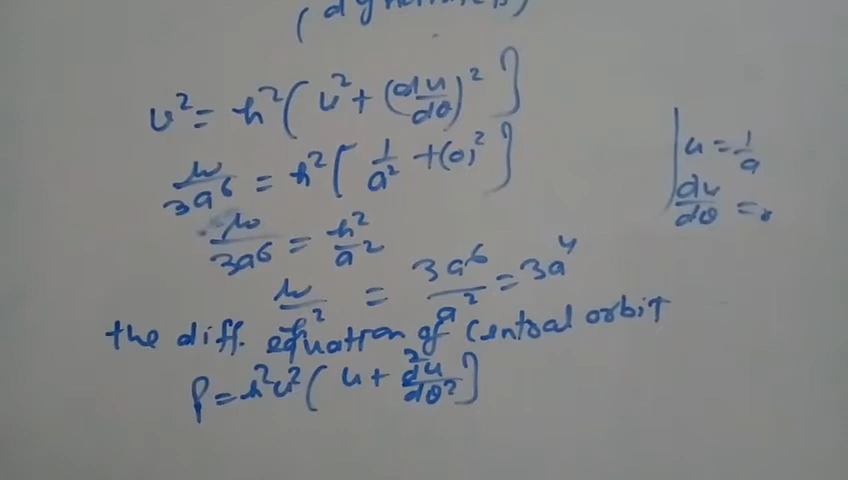 (dynamics)
v² = h² [ u² + (du/dθ)² ]
μ/3a⁶ = h² [ 1/a² + (0)² ]
u = 1/a
du/dθ = 0
μ/3a⁶ = h²/a²
μ/h² = 3a⁶/a² = 3a⁴
the diff. equation of central orbit
P = h²u² [ u + d²u/dθ² ]